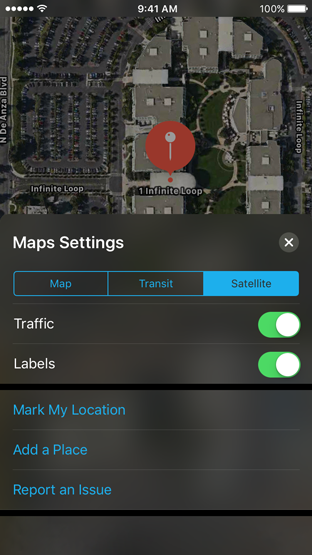 9:41 AM
100%
N De Anza Blvd
Infinite Loop
Infinite Loop
1 Infinite Loop
Maps Settings
Map
Transit
Satellite
Traffic
Labels
Mark My Location
Add a Place
Report an Issue